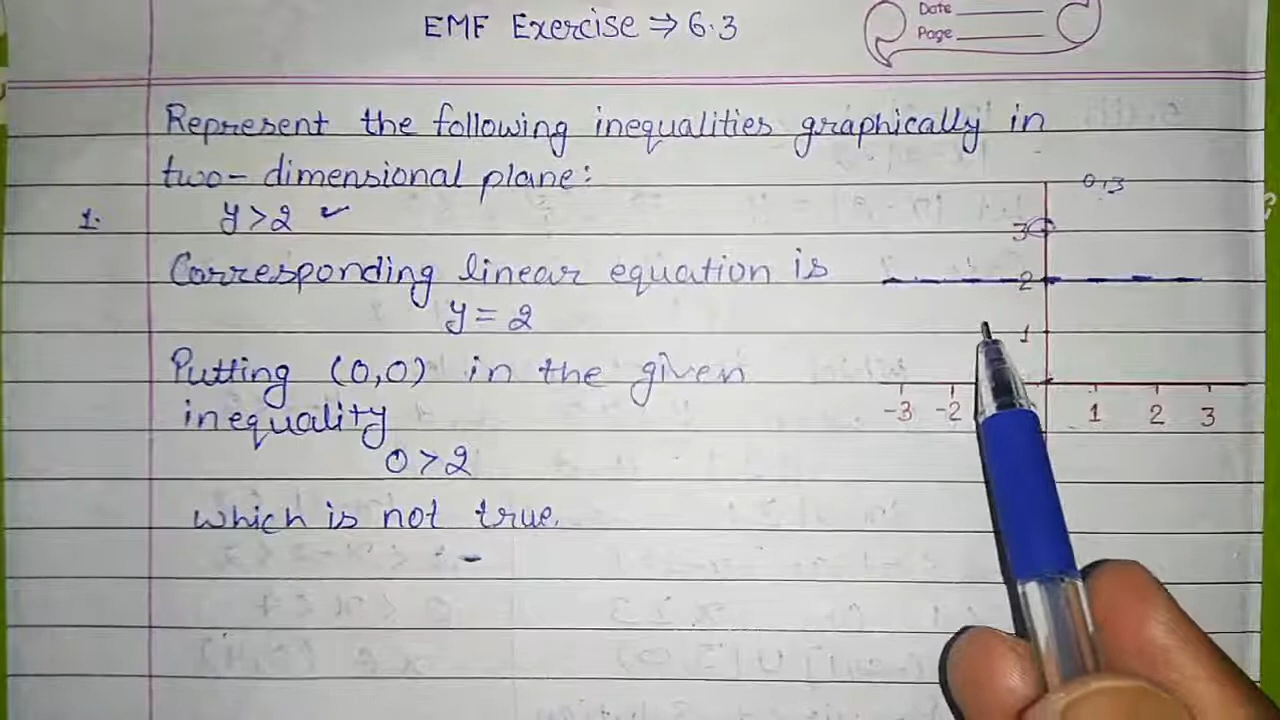 EMF Exercise ⇒ 6.3
Date
Page
Represent the following inequalities graphically in
two-dimensional plane:
1. y > 2 ✓
Corresponding linear equation is
y = 2
Putting (0,0) in the given
inequality
0 > 2
which is not true.
0,3
3
2
1
-3 -2 1 2 3